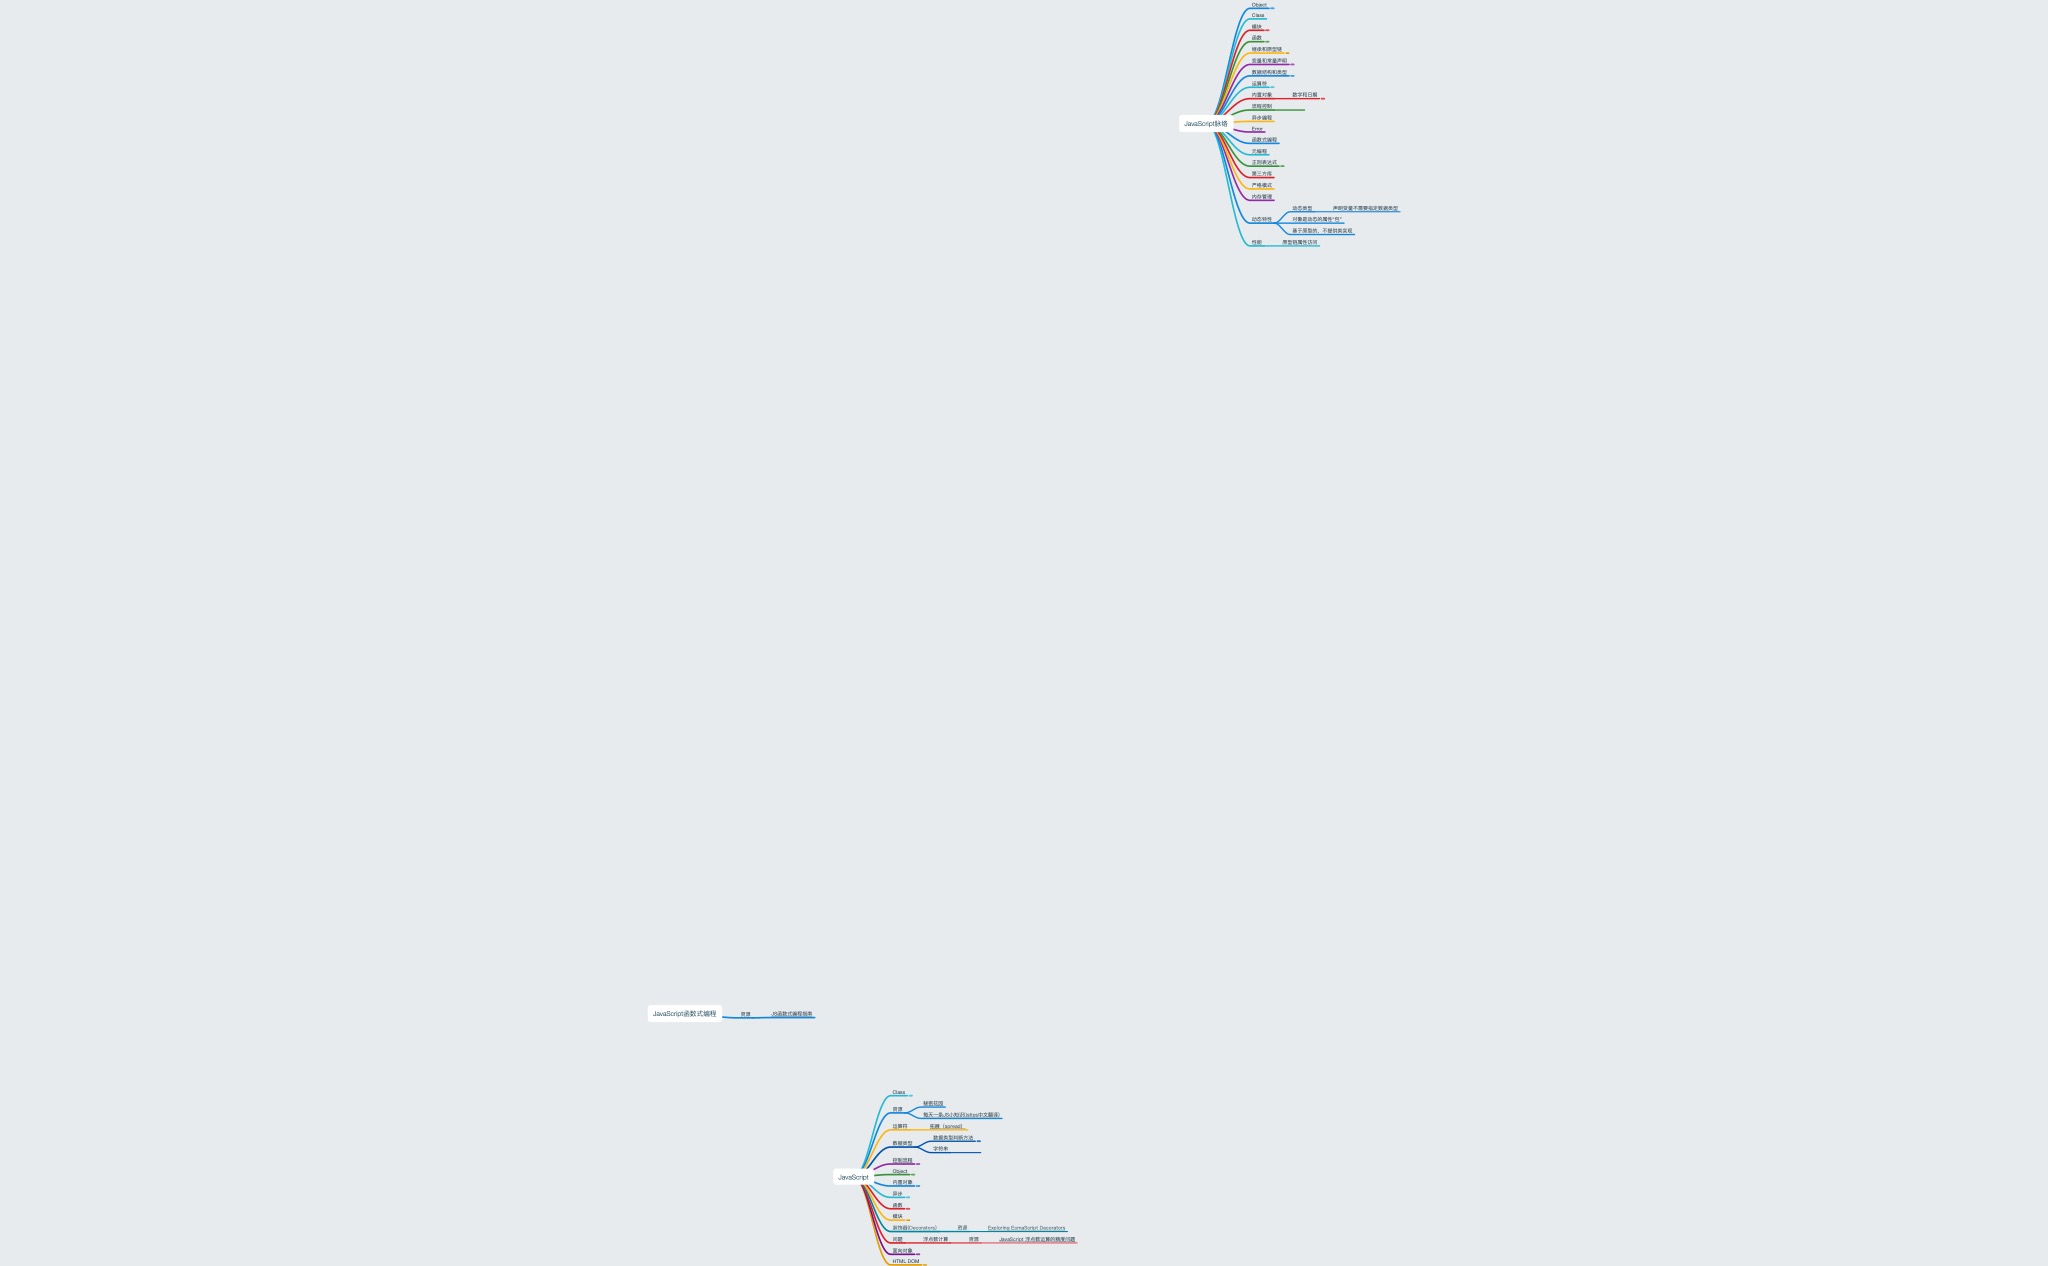 Object
Class
模块
函数
继承和原型链
变量和常量声明
数据结构和类型
运算符
内置对象
数字和日期
流程控制
异步编程
JavaScript脉络
Error
函数式编程
元编程
正则表达式
第三方库
严格模式
内存管理
动态类型
声明变量不需要指定数据类型
动态特性
对象是动态的属性“包”
基于原型的，不提供类实现
性能
原型链属性访问
JavaScript函数式编程
资源
JS函数式编程指南
Class
秘密花园
资源
每天一条JS小知识(jstips中文翻译)
运算符
拓展（spread）
数据类型
数据类型判断方法
字符串
控制流程
Object
JavaScript
内置对象
异步
函数
模块
装饰器(Decorators)
资源
Exploring EcmaScript Decorators
问题
浮点数计算
资源
JavaScript 浮点数运算的精度问题
面向对象
HTML DOM